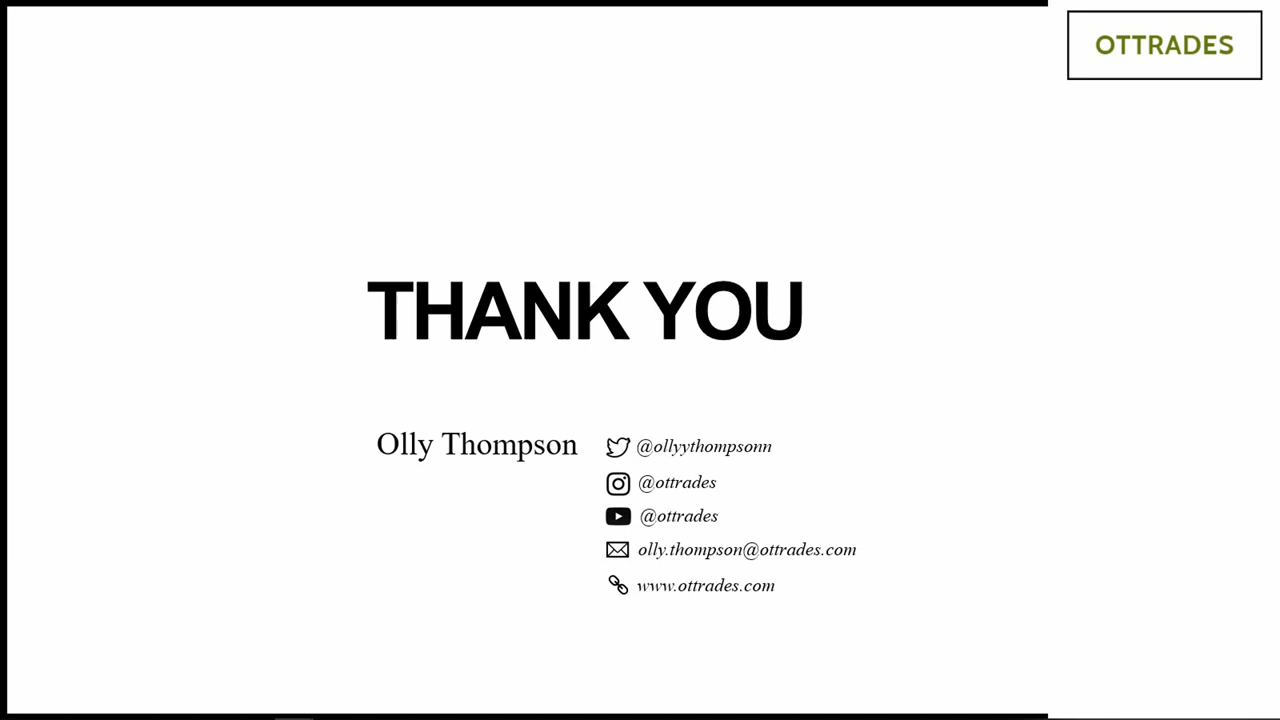 OTTRADES
THANK YOU
Olly Thompson
@ollyythompsonn
@ottrades
@ottrades
olly.thompson@ottrades.com
www.ottrades.com